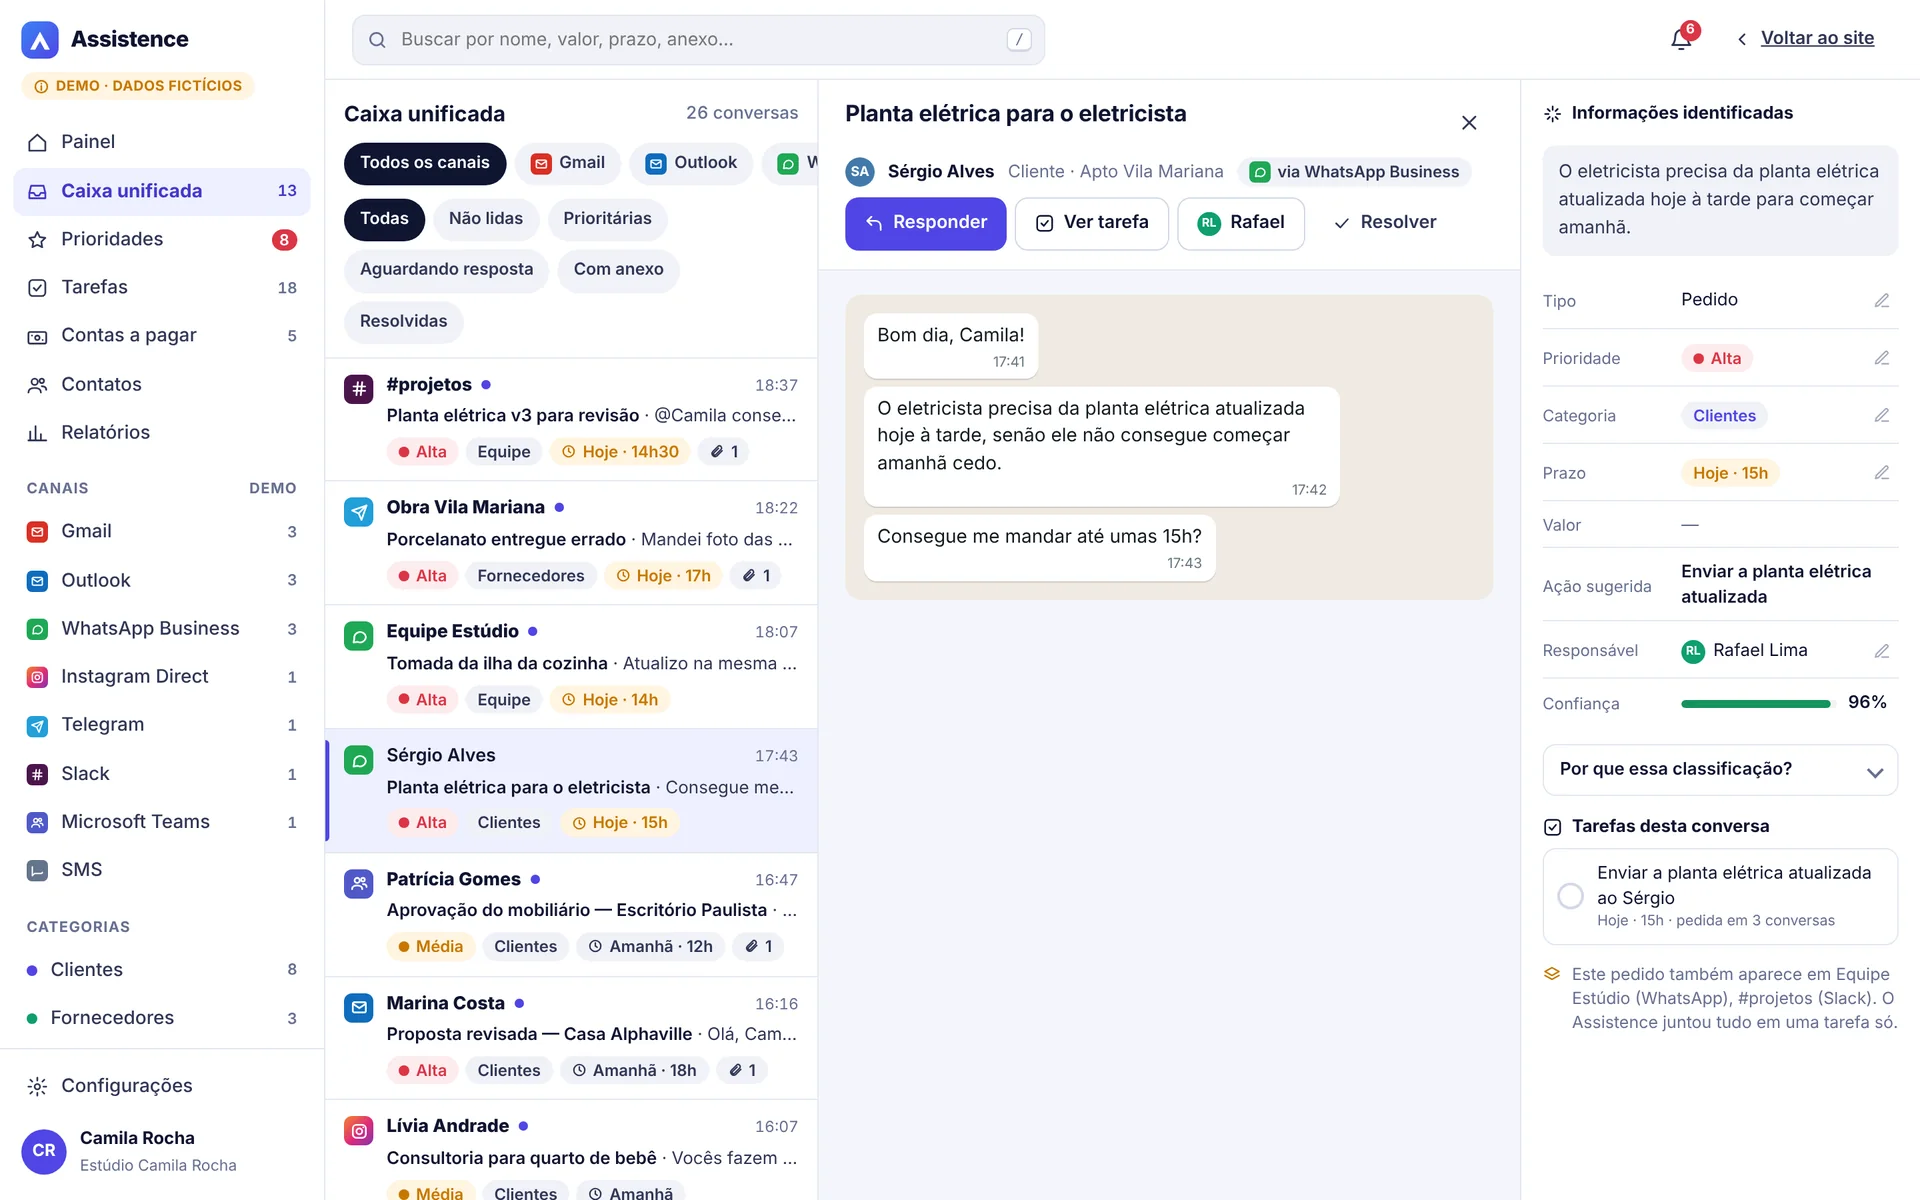 Assistence
DEMO · DADOS FICTÍCIOS
Painel
Caixa unificada 13
Prioridades 8
Tarefas 18
Contas a pagar 5
Contatos
Relatórios
CANAIS DEMO
Gmail 3
Outlook 3
WhatsApp Business 3
Instagram Direct 1
Telegram 1
Slack 1
Microsoft Teams 1
SMS
CATEGORIAS
Clientes 8
Fornecedores 3
Configurações
CR
Camila Rocha
Estúdio Camila Rocha
Buscar por nome, valor, prazo, anexo... /
6
Voltar ao site
Caixa unificada 26 conversas
Todos os canais Gmail Outlook
Todas Não lidas Prioritárias
Aguardando resposta Com anexo
Resolvidas
#projetos 18:37
Planta elétrica v3 para revisão · @Camila conse...
Alta Equipe Hoje · 14h30 1
Obra Vila Mariana 18:22
Porcelanato entregue errado · Mandei foto das ...
Alta Fornecedores Hoje · 17h 1
Equipe Estúdio 18:07
Tomada da ilha da cozinha · Atualizo na mesma ...
Alta Equipe Hoje · 14h
Sérgio Alves 17:43
Planta elétrica para o eletricista · Consegue me...
Alta Clientes Hoje · 15h
Patrícia Gomes 16:47
Aprovação do mobiliário — Escritório Paulista · ...
Média Clientes Amanhã · 12h 1
Marina Costa 16:16
Proposta revisada — Casa Alphaville · Olá, Cam...
Alta Clientes Amanhã · 18h 1
Lívia Andrade 16:07
Consultoria para quarto de bebê · Vocês fazem ...
Média Clientes Amanhã
Planta elétrica para o eletricista
SA Sérgio Alves Cliente · Apto Vila Mariana via WhatsApp Business
Responder Ver tarefa RL Rafael Resolver
Bom dia, Camila!
17:41
O eletricista precisa da planta elétrica atualizada
hoje à tarde, senão ele não consegue começar
amanhã cedo.
17:42
Consegue me mandar até umas 15h?
17:43
Informações identificadas
O eletricista precisa da planta elétrica
atualizada hoje à tarde para começar
amanhã.
Tipo Pedido
Prioridade Alta
Categoria Clientes
Prazo Hoje · 15h
Valor —
Ação sugerida Enviar a planta elétrica
atualizada
Responsável RL Rafael Lima
Confiança 96%
Por que essa classificação?
Tarefas desta conversa
Enviar a planta elétrica atualizada
ao Sérgio
Hoje · 15h · pedida em 3 conversas
Este pedido também aparece em Equipe
Estúdio (WhatsApp), #projetos (Slack). O
Assistence juntou tudo em uma tarefa só.